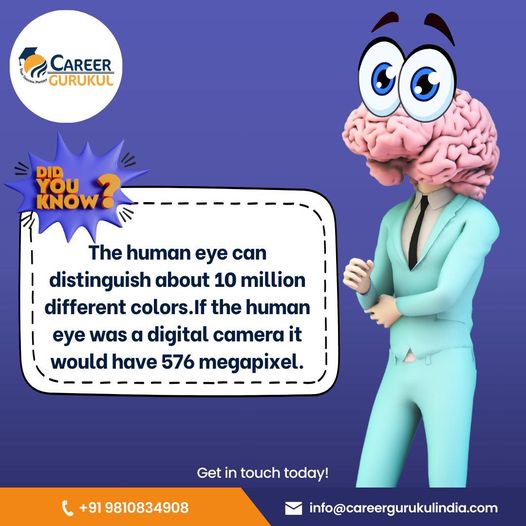 CAREER
GURUKUL
DID
YOU
KNOW?
The human eye can
distinguish about 10 million
different colors.If the human
eye was a digital camera it
would have 576 megapixel.
Get in touch today!
+91 9810834908
info@careergurukulindia.com